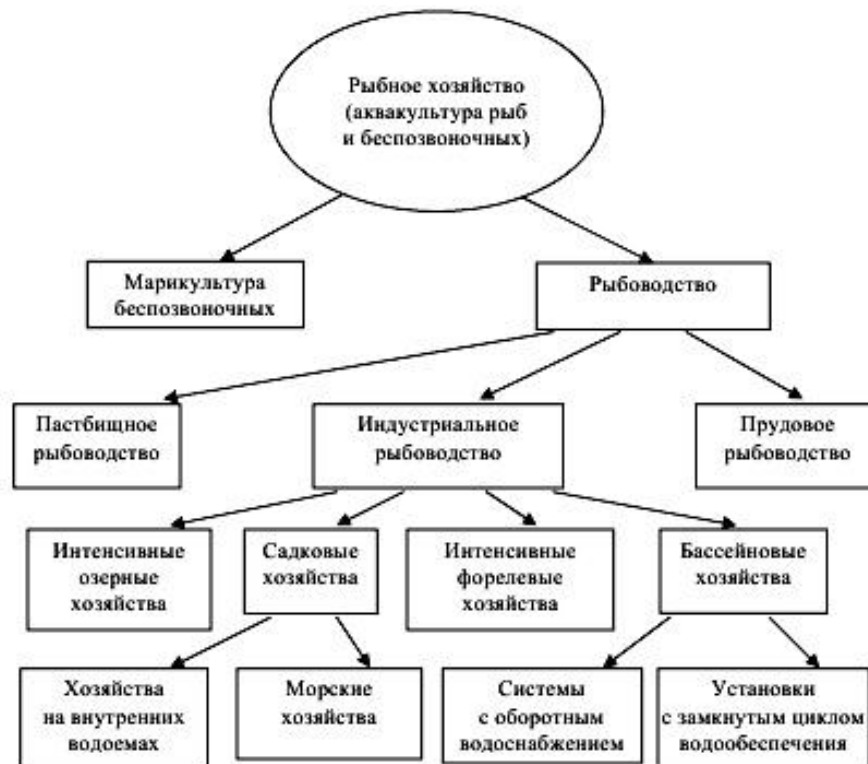 Рыбное хозяйство
(аквакультура рыб
и беспозвоночных)
Марикультура
беспозвоночных
Рыбоводство
Пастбищное
рыбоводство
Индустриальное
рыбоводство
Прудовое
рыбоводство
Интенсивные
озерные
хозяйства
Садковые
хозяйства
Интенсивные
форелевые
хозяйства
Бассейновые
хозяйства
Хозяйства
на внутренних
водоемах
Морские
хозяйства
Системы
с оборотным
водоснабжением
Установки
с замкнутым циклом
водообеспечения